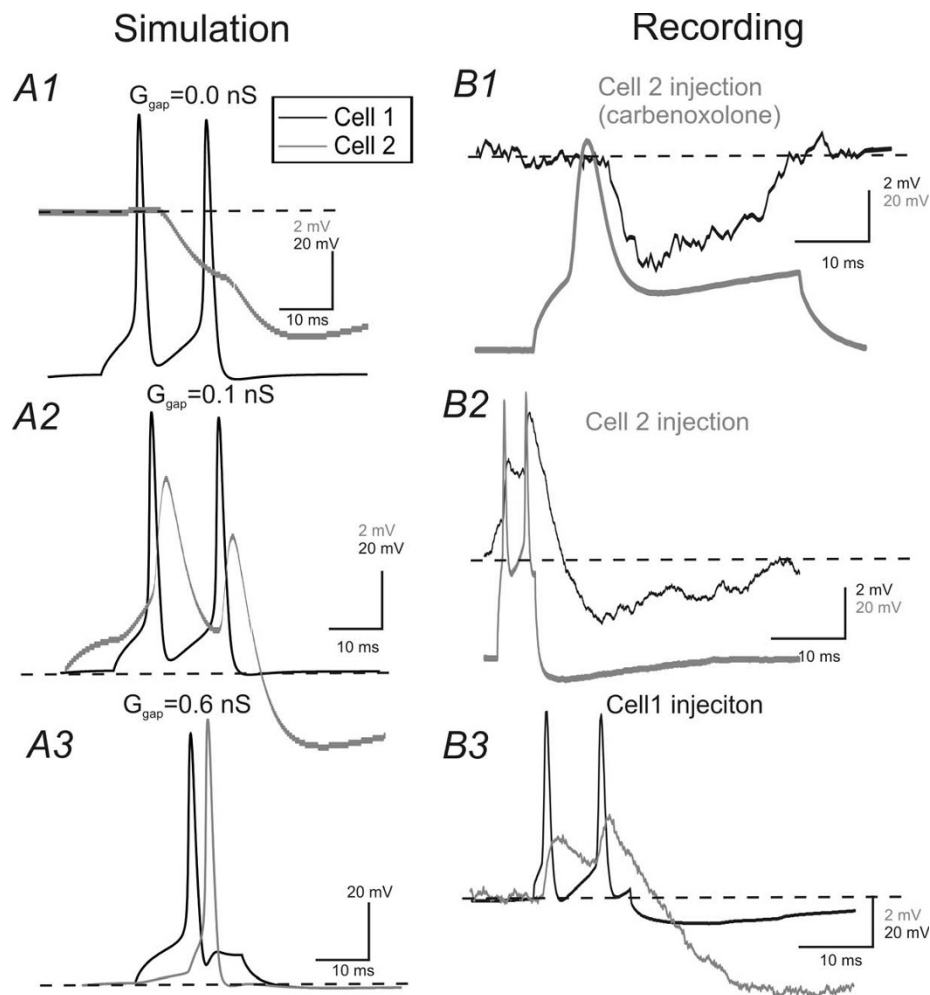 Simulation
Recording
A1
G_gap=0.0 nS
Cell 1
Cell 2
2 mV
20 mV
10 ms
B1
Cell 2 injection
(carbenoxolone)
2 mV
20 mV
10 ms
A2
G_gap=0.1 nS
2 mV
20 mV
10 ms
B2
Cell 2 injection
2 mV
20 mV
10 ms
A3
G_gap=0.6 nS
20 mV
10 ms
B3
Cell1 injeciton
2 mV
20 mV
10 ms